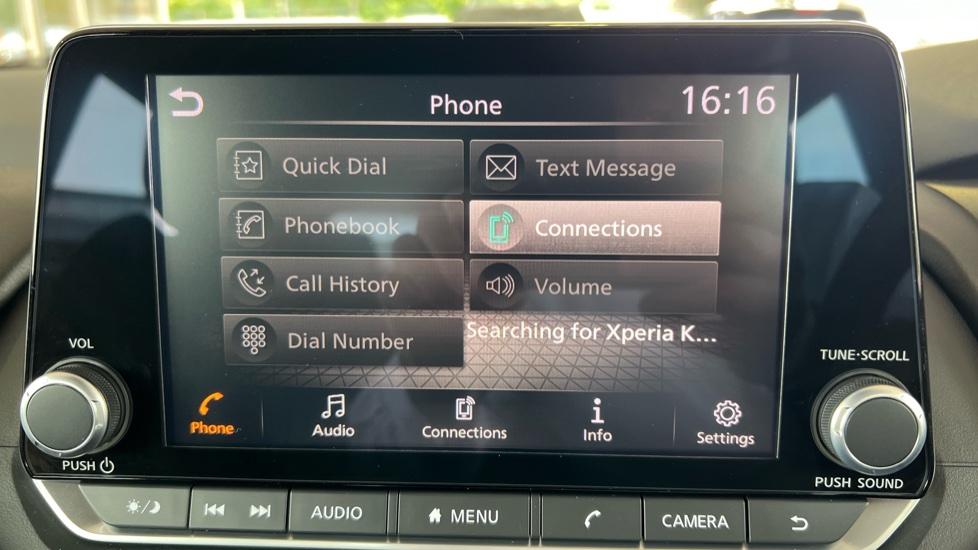 Phone
16:16
Quick Dial
Text Message
Phonebook
Connections
Call History
Volume
Dial Number
Searching for Xperia K...
VOL
TUNE·SCROLL
Phone
Audio
Connections
Info
Settings
PUSH
PUSH SOUND
AUDIO
MENU
CAMERA